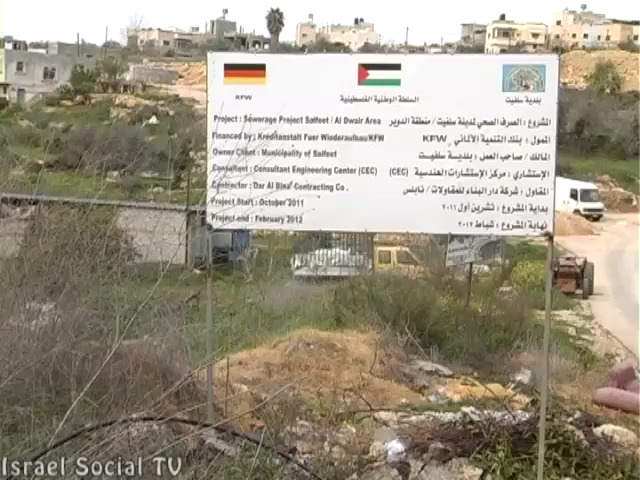 KFW
السلطة الوطنية الفلسطينية
بلدية سلفيت
Project : Sewerage Project Salfeet / Al Dwair Area
المشروع : الصرف الصحي لمدينة سلفيت / منطقة الدوير
Financed by : Kreditanstalt Fuer Wiederaulbau/KFW
الممول : بنك التنمية الألماني KFW
Owner Client : Municipality of Salfeet
المالك / صاحب العمل : بلدية سلفيت
Consultant : Consultant Engineering Center (CEC)
الإستشاري : مركز الإستشارات الهندسية (CEC)
Contractor : Dar Al Bina' Contracting Co .
المقاول : شركة دار البناء للمقاولات / نابلس
Project Start : October 2011
بداية المشروع : تشرين أول ٢٠١١
Project end : February 2012
نهاية المشروع : شباط ٢٠١٢
Israel Social TV